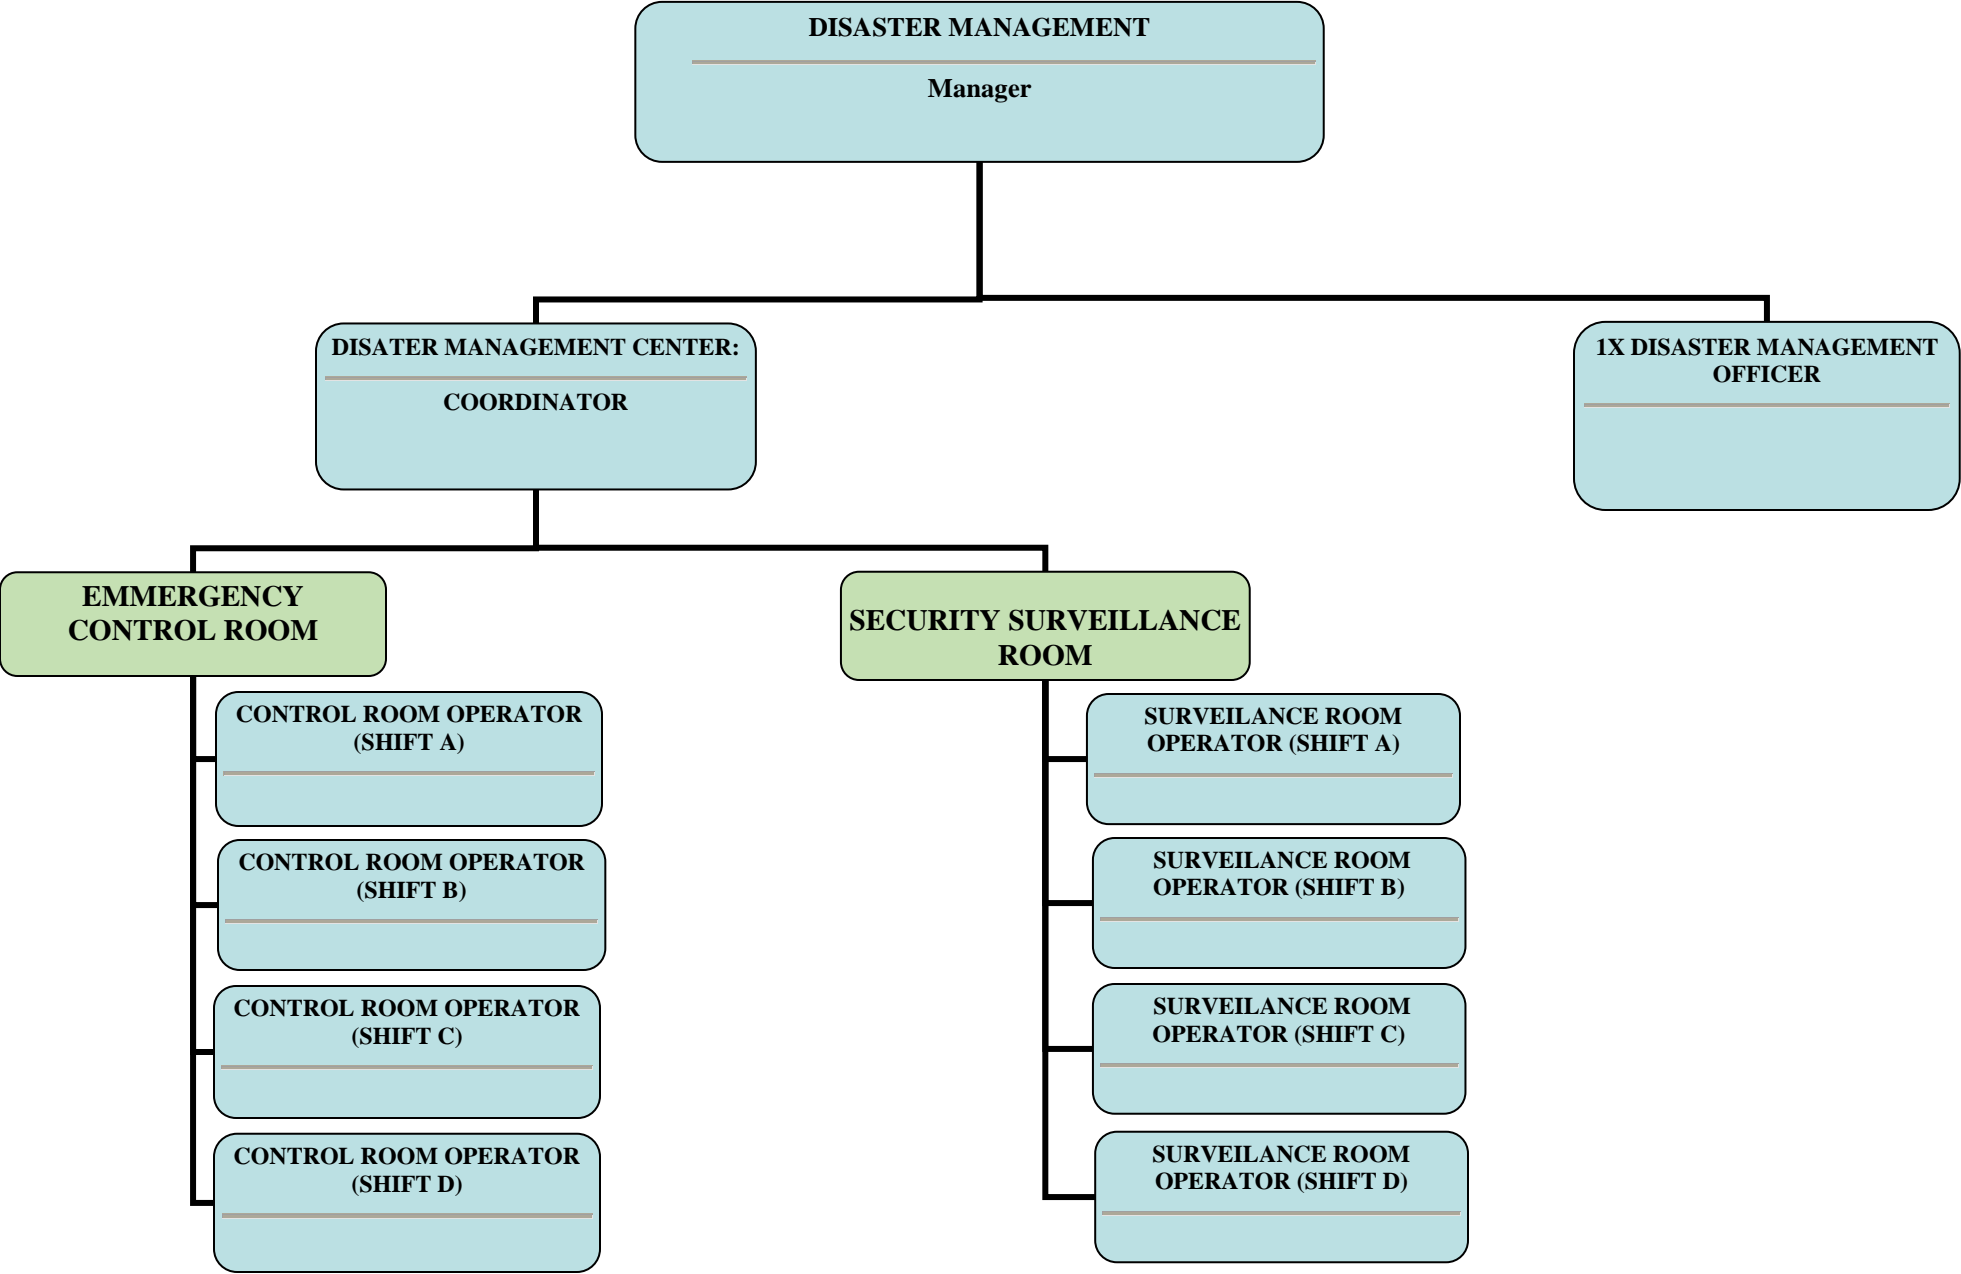 DISASTER MANAGEMENT
Manager
DISATER MANAGEMENT CENTER:
COORDINATOR
1X DISASTER MANAGEMENT
OFFICER
EMMERGENCY
CONTROL ROOM
SECURITY SURVEILLANCE
ROOM
CONTROL ROOM OPERATOR
(SHIFT A)
CONTROL ROOM OPERATOR
(SHIFT B)
CONTROL ROOM OPERATOR
(SHIFT C)
CONTROL ROOM OPERATOR
(SHIFT D)
SURVEILANCE ROOM
OPERATOR (SHIFT A)
SURVEILANCE ROOM
OPERATOR (SHIFT B)
SURVEILANCE ROOM
OPERATOR (SHIFT C)
SURVEILANCE ROOM
OPERATOR (SHIFT D)